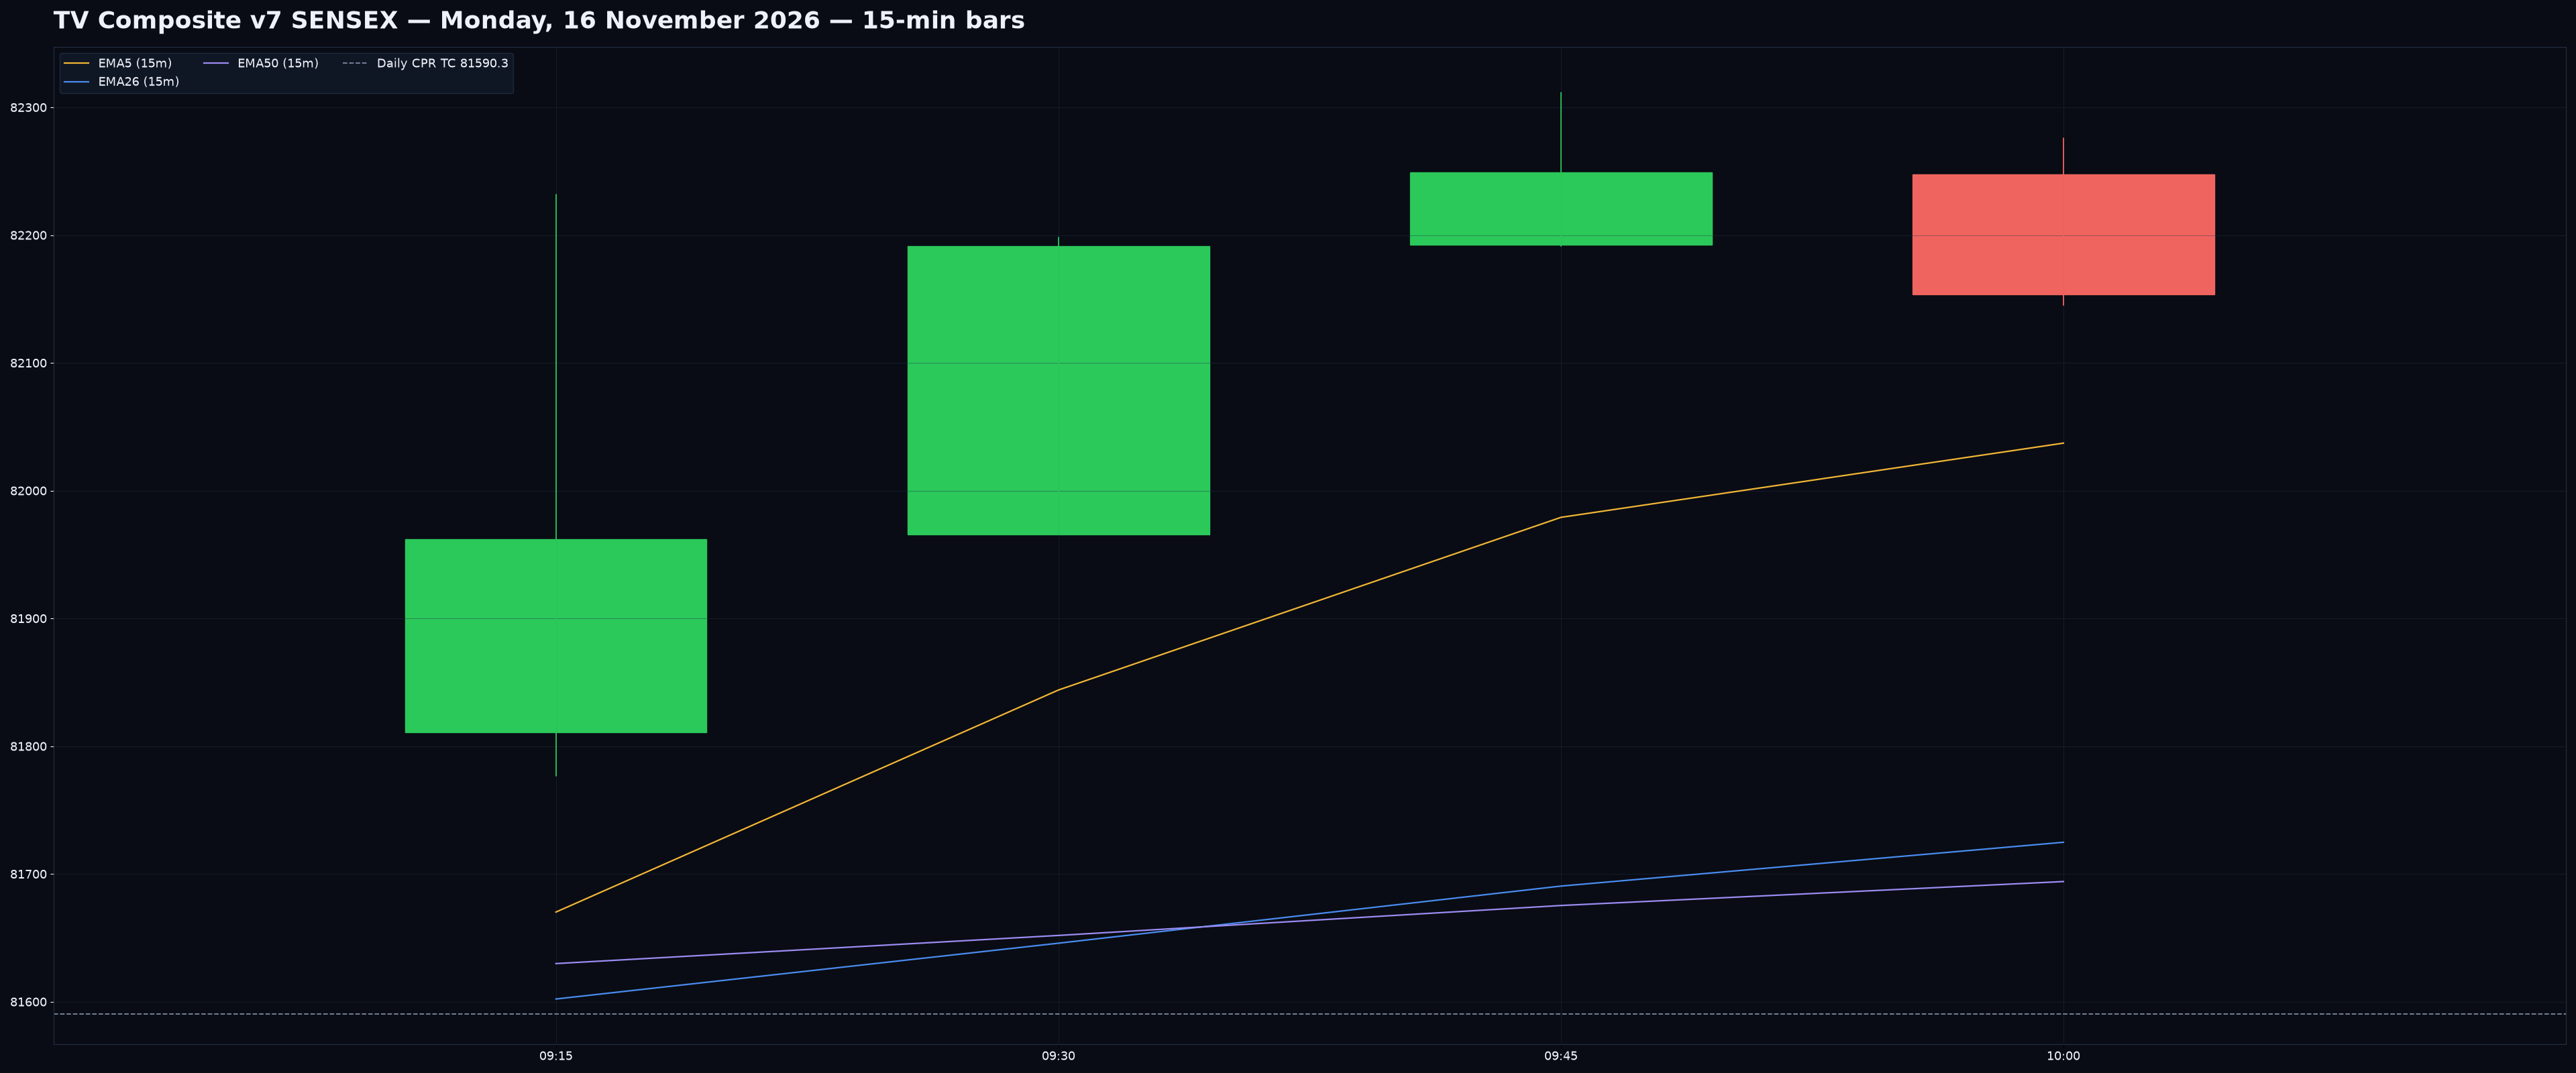 TV Composite v7 SENSEX — Monday, 16 November 2026 — 15-min bars
EMA5 (15m) EMA50 (15m) Daily CPR TC 81590.3
EMA26 (15m)
82300
82200
82100
82000
81900
81800
81700
81600
09:15 09:30 09:45 10:00